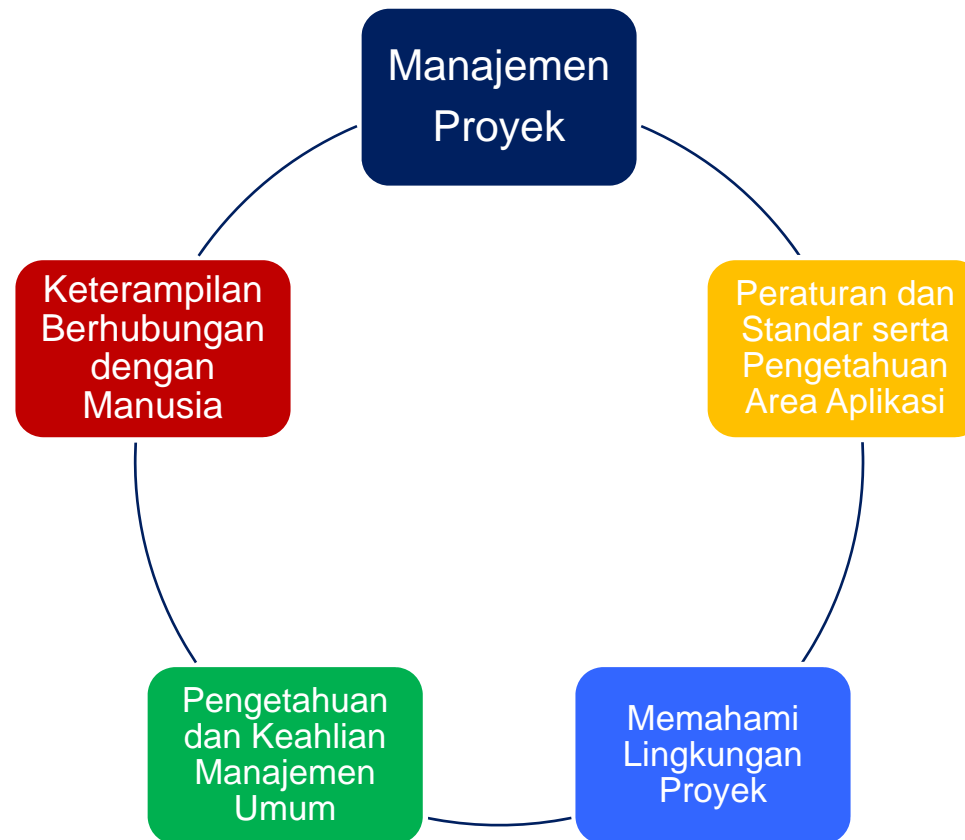 Manajemen
Proyek
Keterampilan
Berhubungan
dengan
Manusia
Peraturan dan
Standar serta
Pengetahuan
Area Aplikasi
Pengetahuan
dan Keahlian
Manajemen
Umum
Memahami
Lingkungan
Proyek